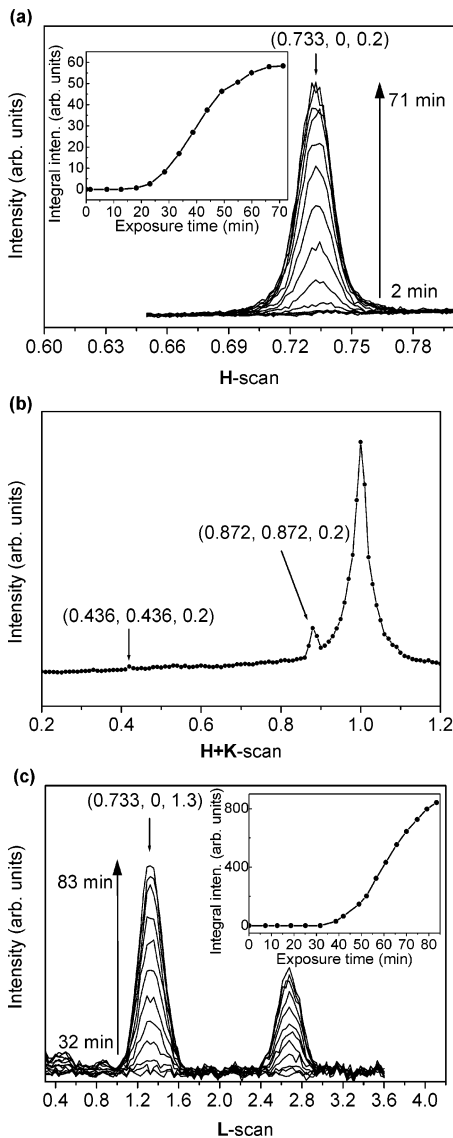 (a)
(0.733, 0, 0.2)
71 min
2 min
Intensity (arb. units)
0.60 0.63 0.66 0.69 0.72 0.75 0.78
H-scan
Integral inten. (arb. units)
60
50
40
30
20
10
0
0 10 20 30 40 50 60 70
Exposure time (min)
(b)
(0.872, 0.872, 0.2)
(0.436, 0.436, 0.2)
Intensity (arb. units)
0.2 0.4 0.6 0.8 1.0 1.2
H+K-scan
(c)
(0.733, 0, 1.3)
83 min
32 min
Intensity (arb. units)
0.4 0.8 1.2 1.6 2.0 2.4 2.8 3.2 3.6 4.0
L-scan
Integral inten. (arb. units)
800
400
0
0 10 20 30 40 50 60 70 80
Exposure time (min)